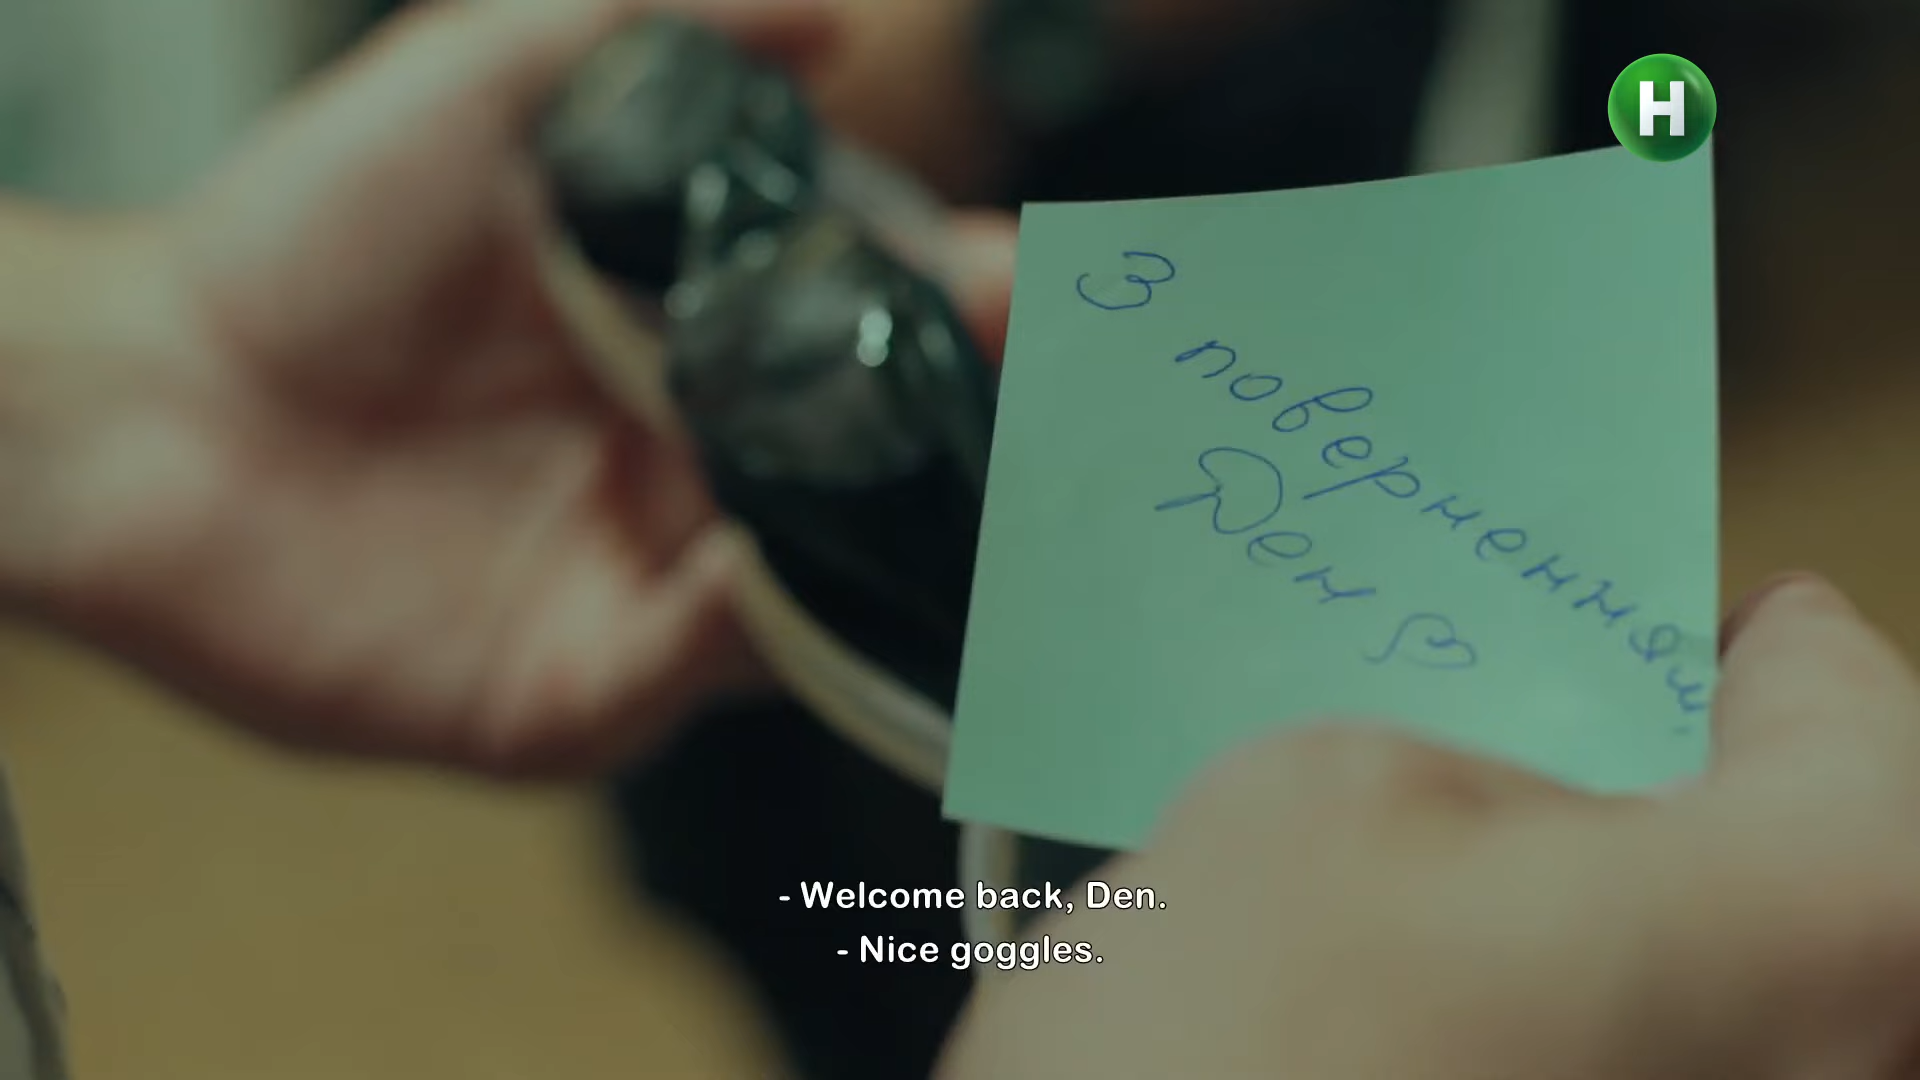 Н
З поверненням,
Ден
- Welcome back, Den.
- Nice goggles.